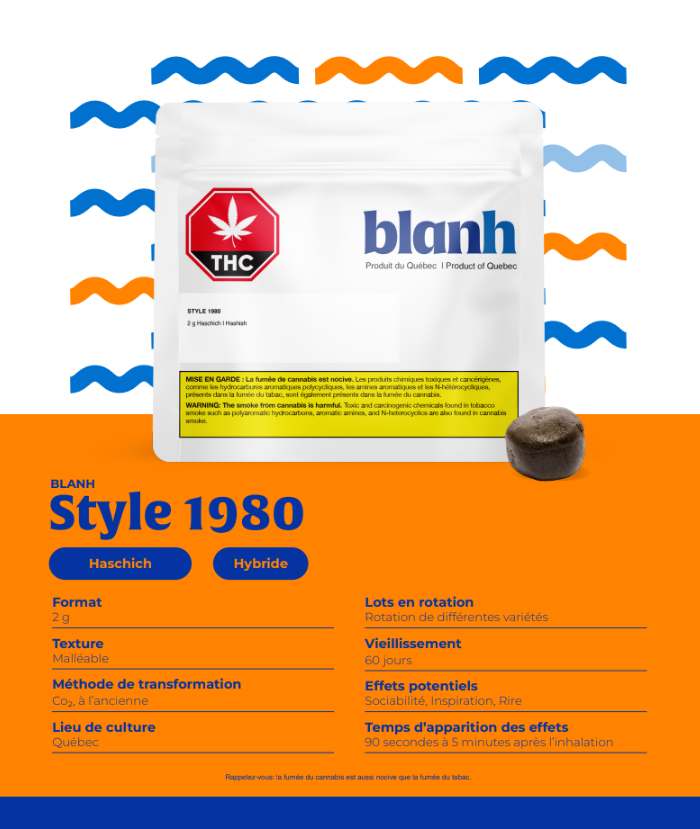 THC
blanh
Produit du Québec | Product of Quebec
STYLE 1980
2 g Haschich | Hashish
MISE EN GARDE : La fumée de cannabis est nocive. Les produits chimiques toxiques et cancérigènes,
comme les hydrocarbures aromatiques polycycliques, les amines aromatiques et les N-hétérocycliques,
présents dans la fumée du tabac, sont également présents dans la fumée du cannabis.
WARNING: The smoke from cannabis is harmful. Toxic and carcinogenic chemicals found in tobacco
smoke such as polyaromatic hydrocarbons, aromatic amines, and N-heterocyclics are also found in cannabis
smoke.
BLANH
Style 1980
Haschich
Hybride
Format
2 g
Texture
Malléable
Méthode de transformation
Co₂, à l’ancienne
Lieu de culture
Québec
Lots en rotation
Rotation de différentes variétés
Vieillissement
60 jours
Effets potentiels
Sociabilité, Inspiration, Rire
Temps d’apparition des effets
90 secondes à 5 minutes après l’inhalation
Rappelez-vous: la fumée du cannabis est aussi nocive que la fumée du tabac.